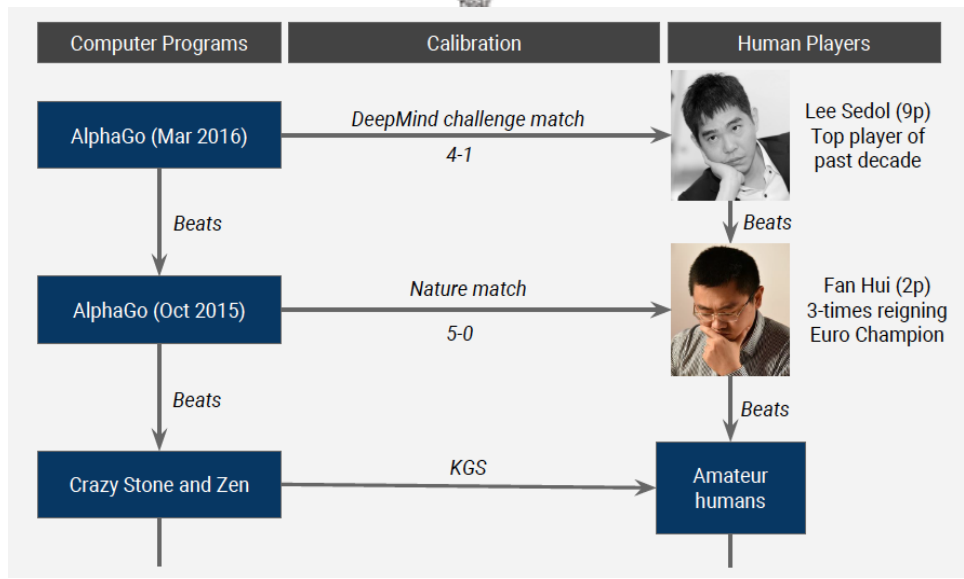 Computer Programs
Calibration
Human Players
AlphaGo (Mar 2016)
DeepMind challenge match
4-1
Lee Sedol (9p)
Top player of
past decade
Beats
Beats
AlphaGo (Oct 2015)
Nature match
5-0
Fan Hui (2p)
3-times reigning
Euro Champion
Beats
Beats
Crazy Stone and Zen
KGS
Amateur
humans